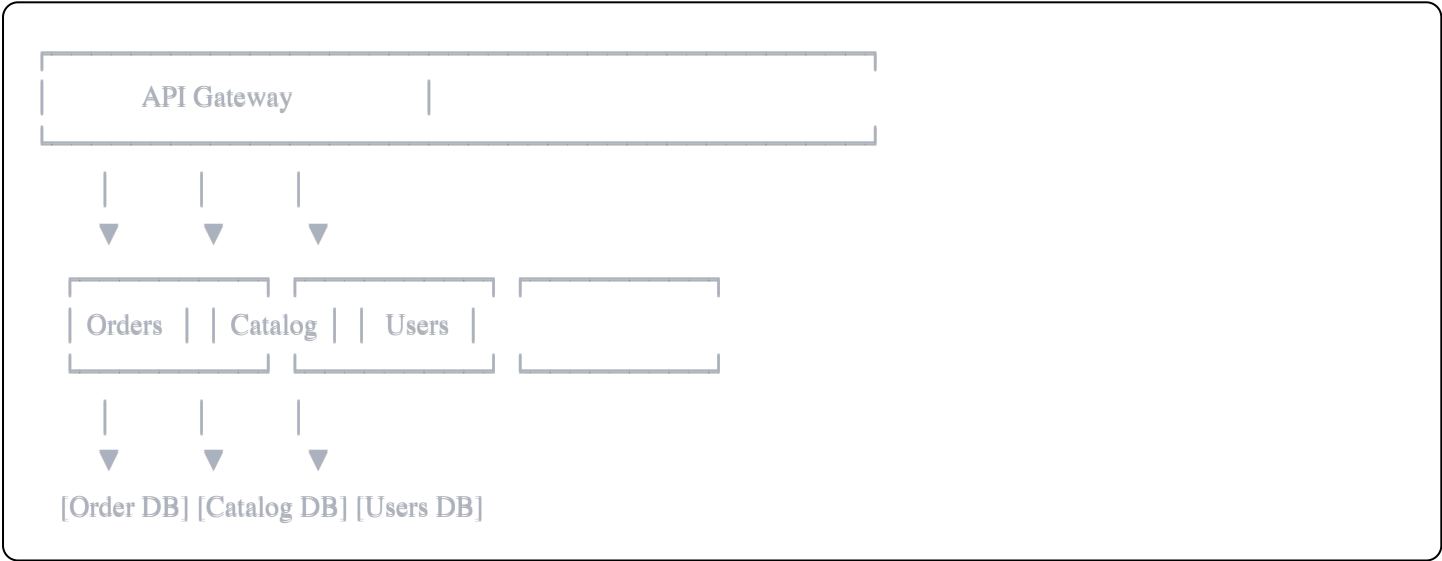 API Gateway
Orders Catalog Users
[Order DB] [Catalog DB] [Users DB]